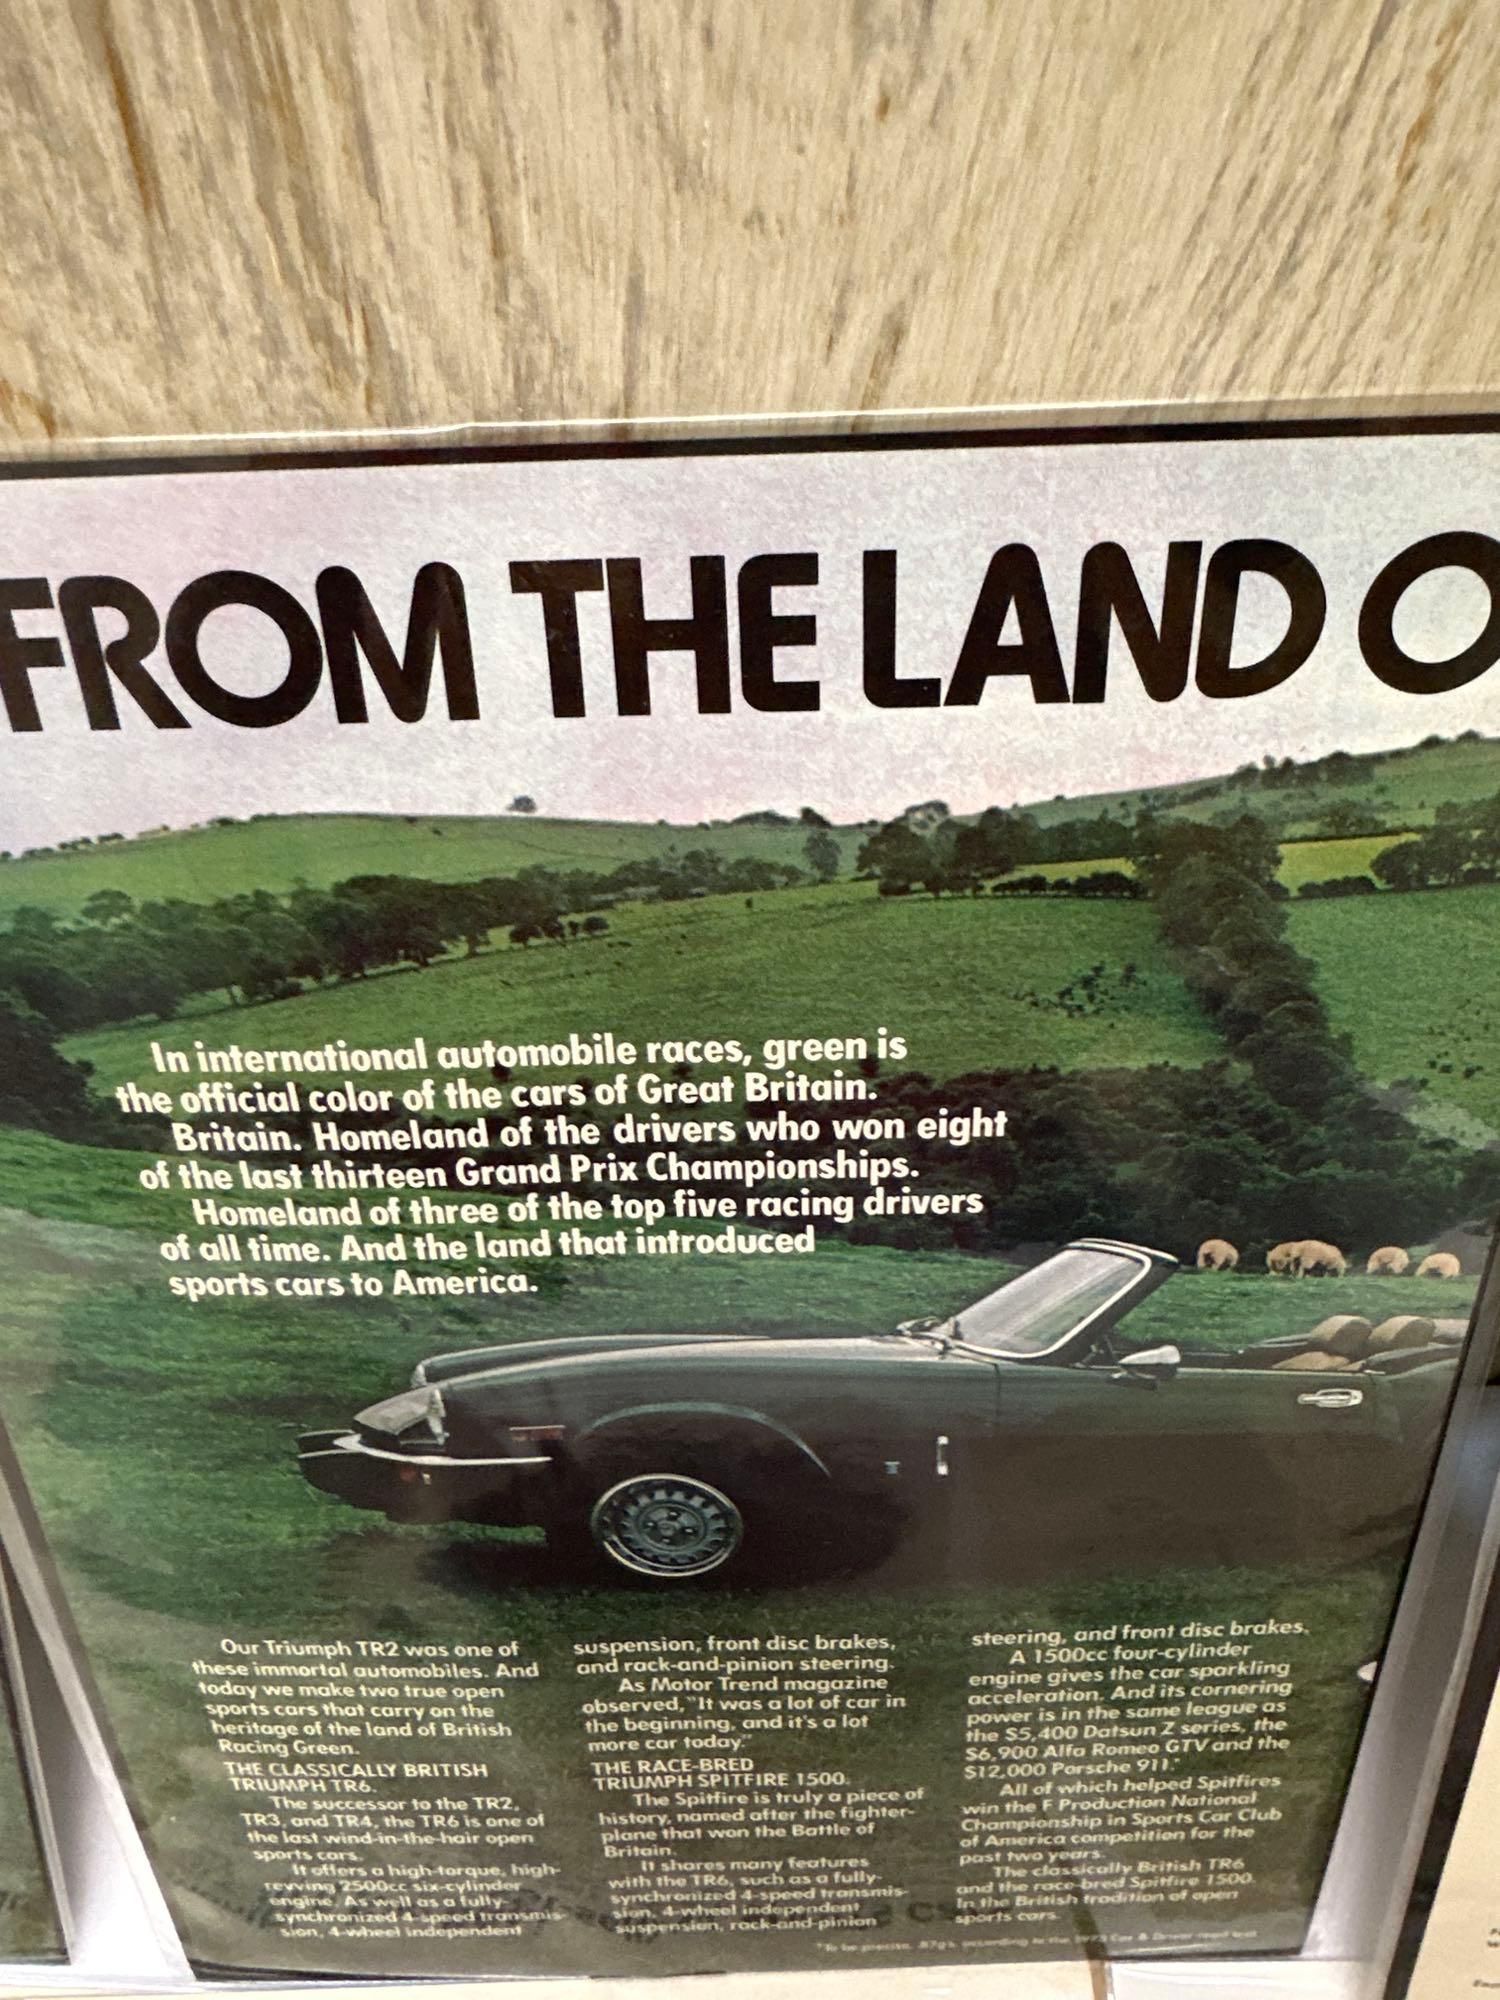 FROM THE LAND O
In international automobile races, green is
the official color of the cars of Great Britain.
Britain. Homeland of the drivers who won eight
of the last thirteen Grand Prix Championships.
Homeland of three of the top five racing drivers
of all time. And the land that introduced
sports cars to America.
Our Triumph TR2 was one of
these immortal automobiles. And
today we make two true open
sports cars that carry on the
heritage of the land of British
Racing Green.
THE CLASSICALLY BRITISH
TRIUMPH TR6.
The successor to the TR2,
TR3, and TR4, the TR6 is one of
the last wind-in-the-hair open
sports cars.
It offers a high-torque, high-
revving 2500cc six-cylinder
engine. As well as a fully-
synchronized 4-speed transmis-
sion, 4-wheel independent
suspension, front disc brakes,
and rack-and-pinion steering.
As Motor Trend magazine
observed, "It was a lot of car in
the beginning, and it's a lot
more car today."
THE RACE-BRED
TRIUMPH SPITFIRE 1500.
The Spitfire is truly a piece of
history, named after the fighter-
plane that won the Battle of
Britain.
It shares many features
with the TR6, such as a fully-
synchronized 4-speed transmis-
sion, 4-wheel independent
suspension, rack-and-pinion
steering, and front disc brakes.
A 1500cc four-cylinder
engine gives the car sparkling
acceleration. And its cornering
power is in the same league as
the $5,400 Datsun Z series, the
$6,900 Alfa Romeo GTV and the
$12,000 Porsche 911.*
All of which helped Spitfires
win the F Production National
Championship in Sports Car Club
of America competition for the
past two years.
The classically British TR6
and the race-bred Spitfire 1500.
In the British tradition of open
sports cars.
*To be precise, .87g's, according to the 1973 Car & Driver road test.